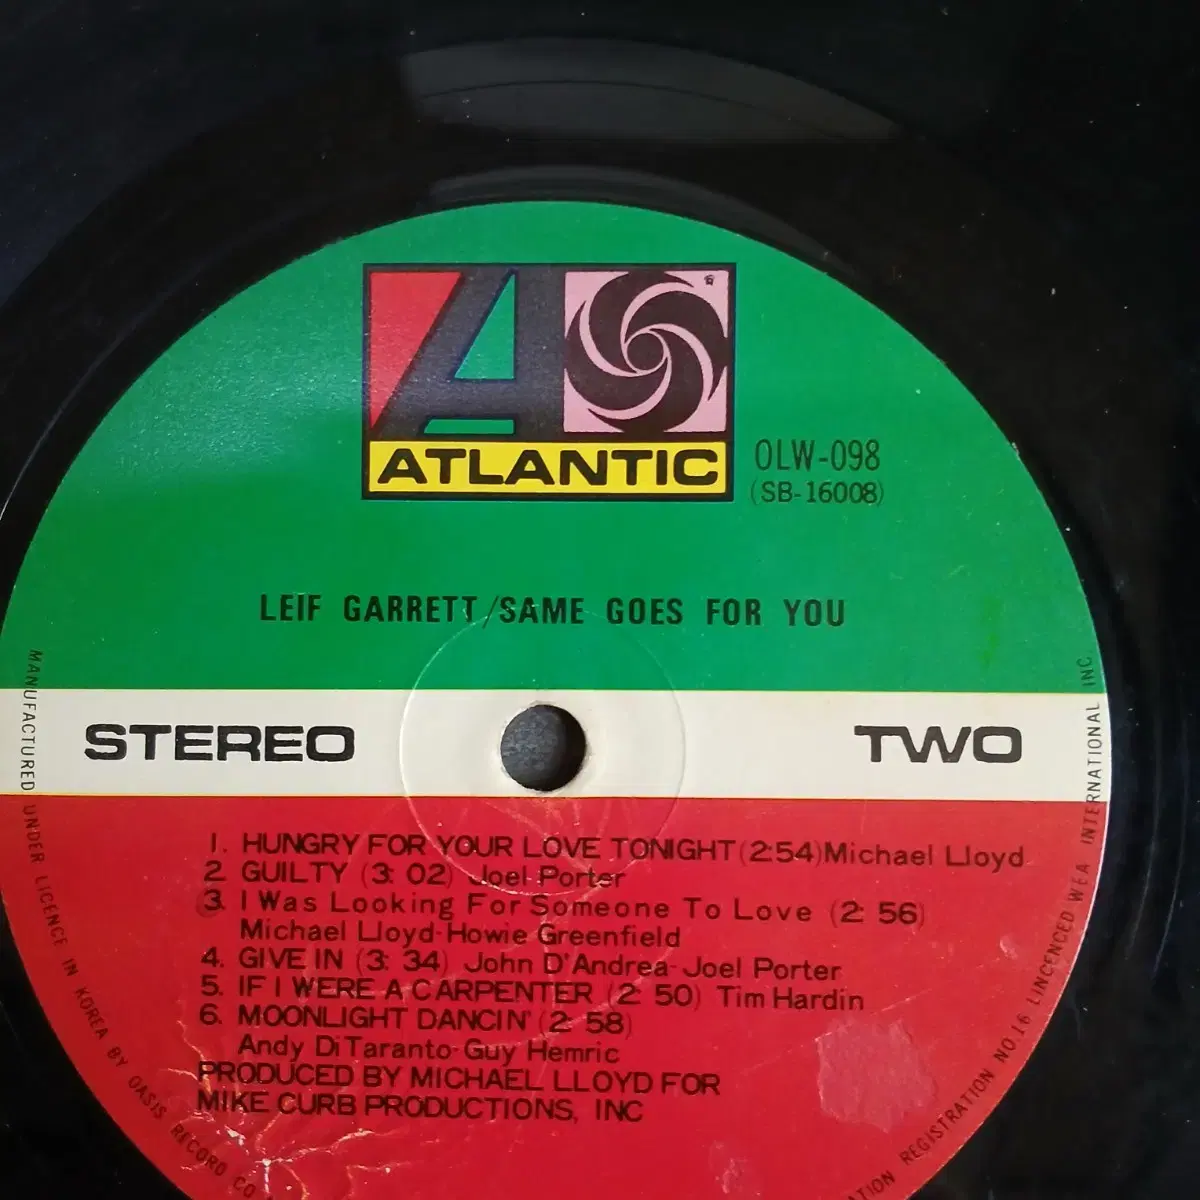 ATLANTIC
OLW-098
(SB-16008)
LEIF GARRETT/SAME GOES FOR YOU
STEREO
TWO
1. HUNGRY FOR YOUR LOVE TONIGHT (2:54) Michael Lloyd
2. GUILTY (3: 02) Joel Porter
3. I Was Looking For Someone To Love (2: 56)
Michael Lloyd-Howie Greenfield
4. GIVE IN (3: 34) John D'Andrea-Joel Porter
5. IF I WERE A CARPENTER (2: 50) Tim Hardin
6. MOONLIGHT DANCIN' (2: 58)
Andy DiTaranto-Guy Hemric
PRODUCED BY MICHAEL LLOYD FOR
MIKE CURB PRODUCTIONS, INC
MANUFACTURED UNDER LICENCE IN KOREA BY OASIS RECORD CO
REGISTRATION NO.16 LINCENCED WEA INTERNATIONAL INC.